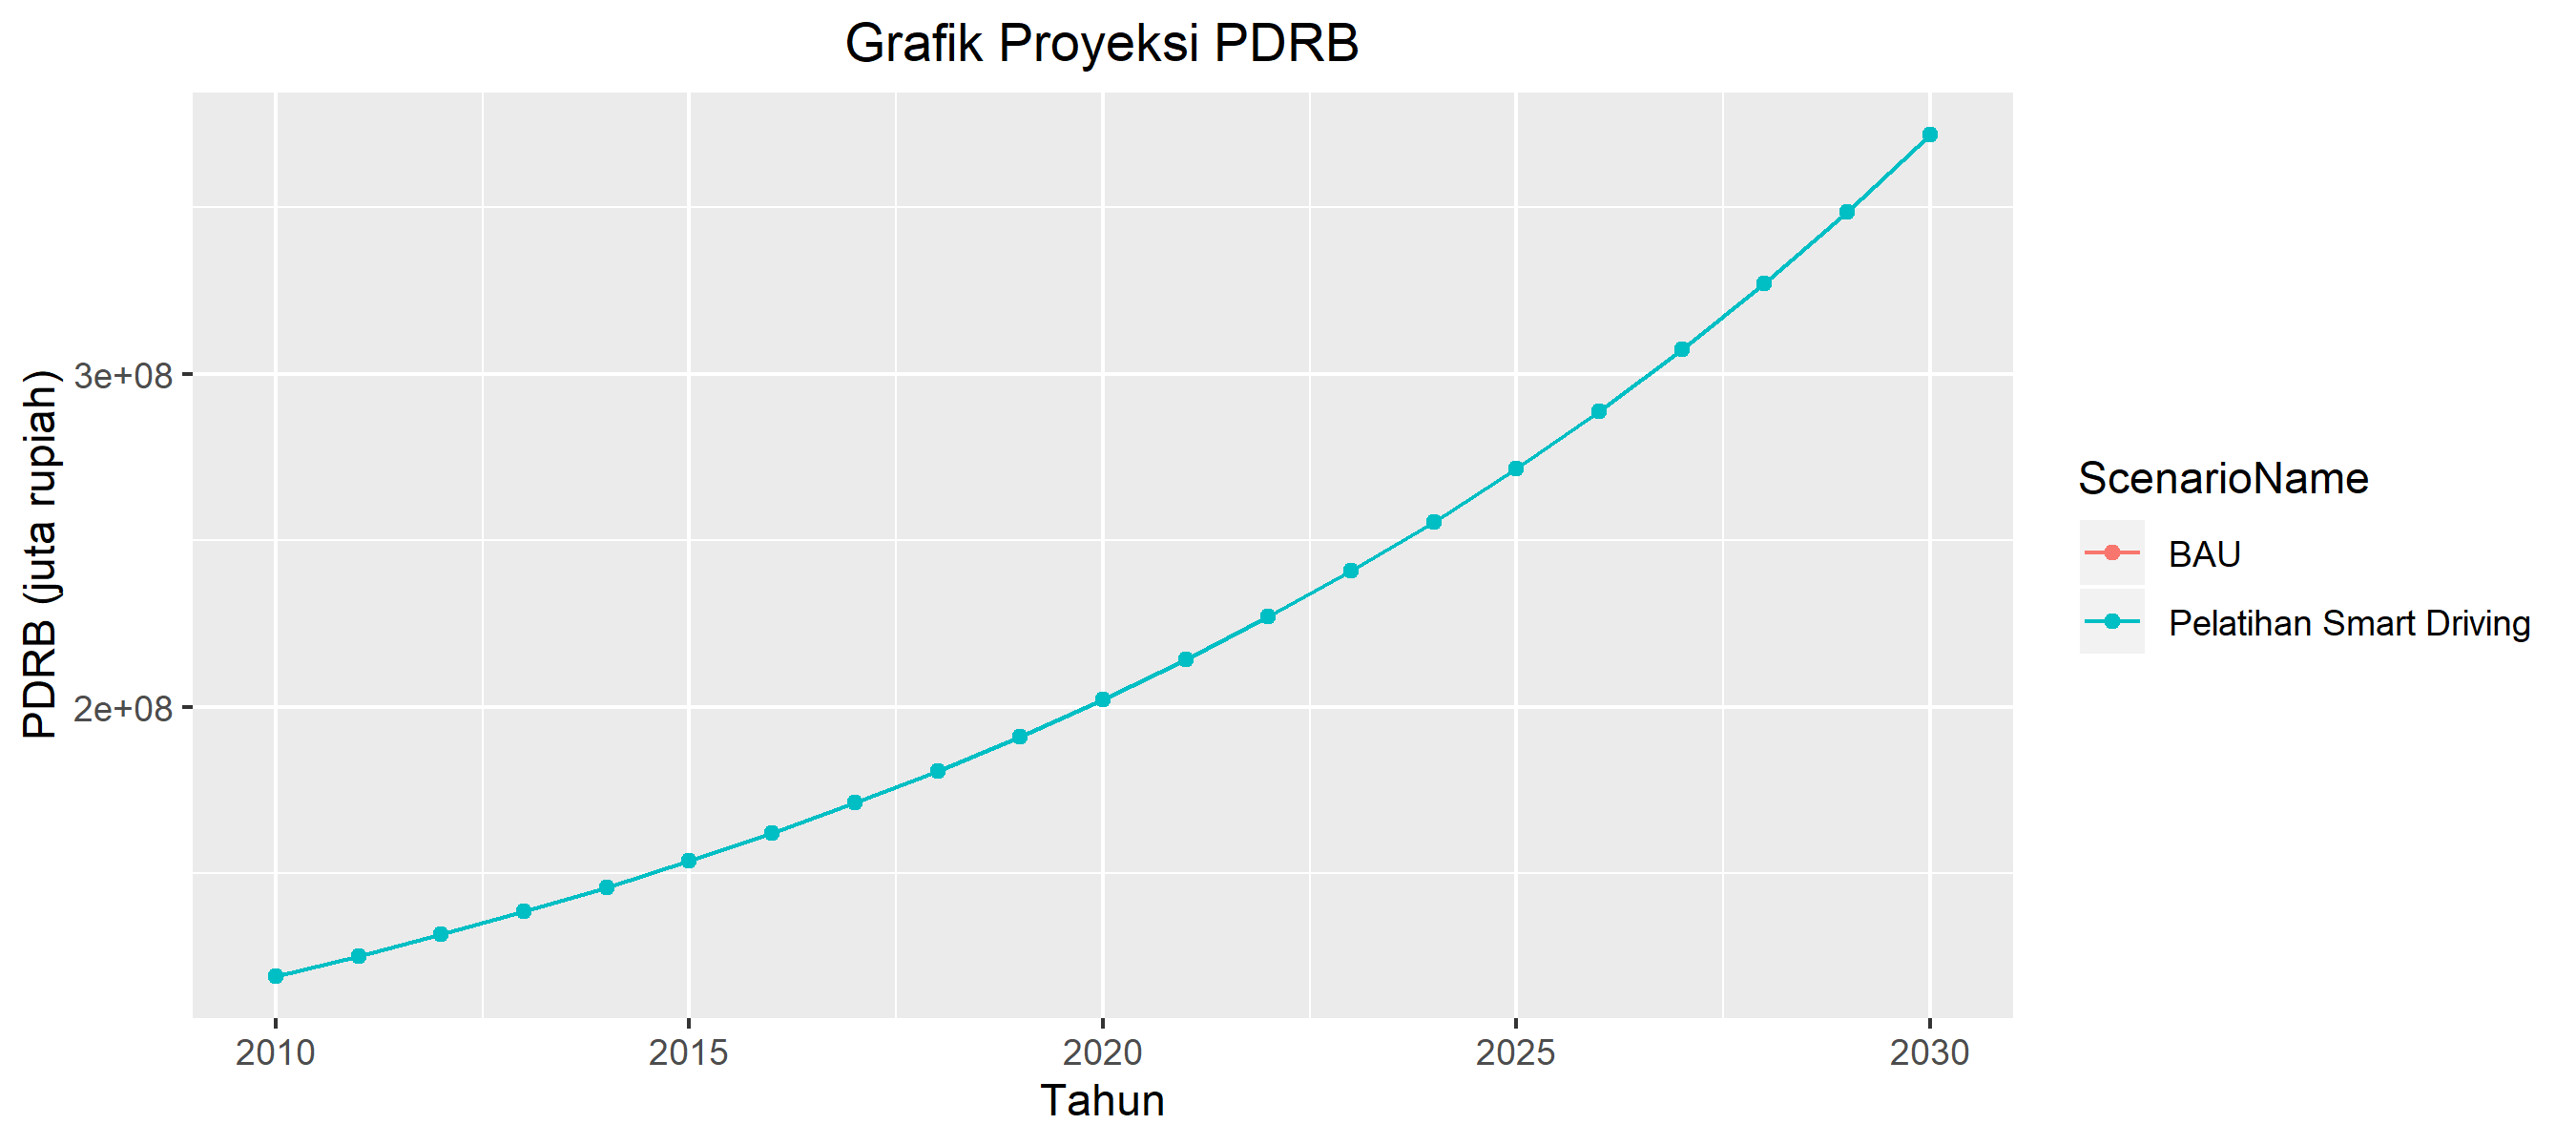 Grafik Proyeksi PDRB
PDRB (juta rupiah)
3e+08
2e+08
2010
2015
2020
2025
2030
Tahun
ScenarioName
BAU
Pelatihan Smart Driving